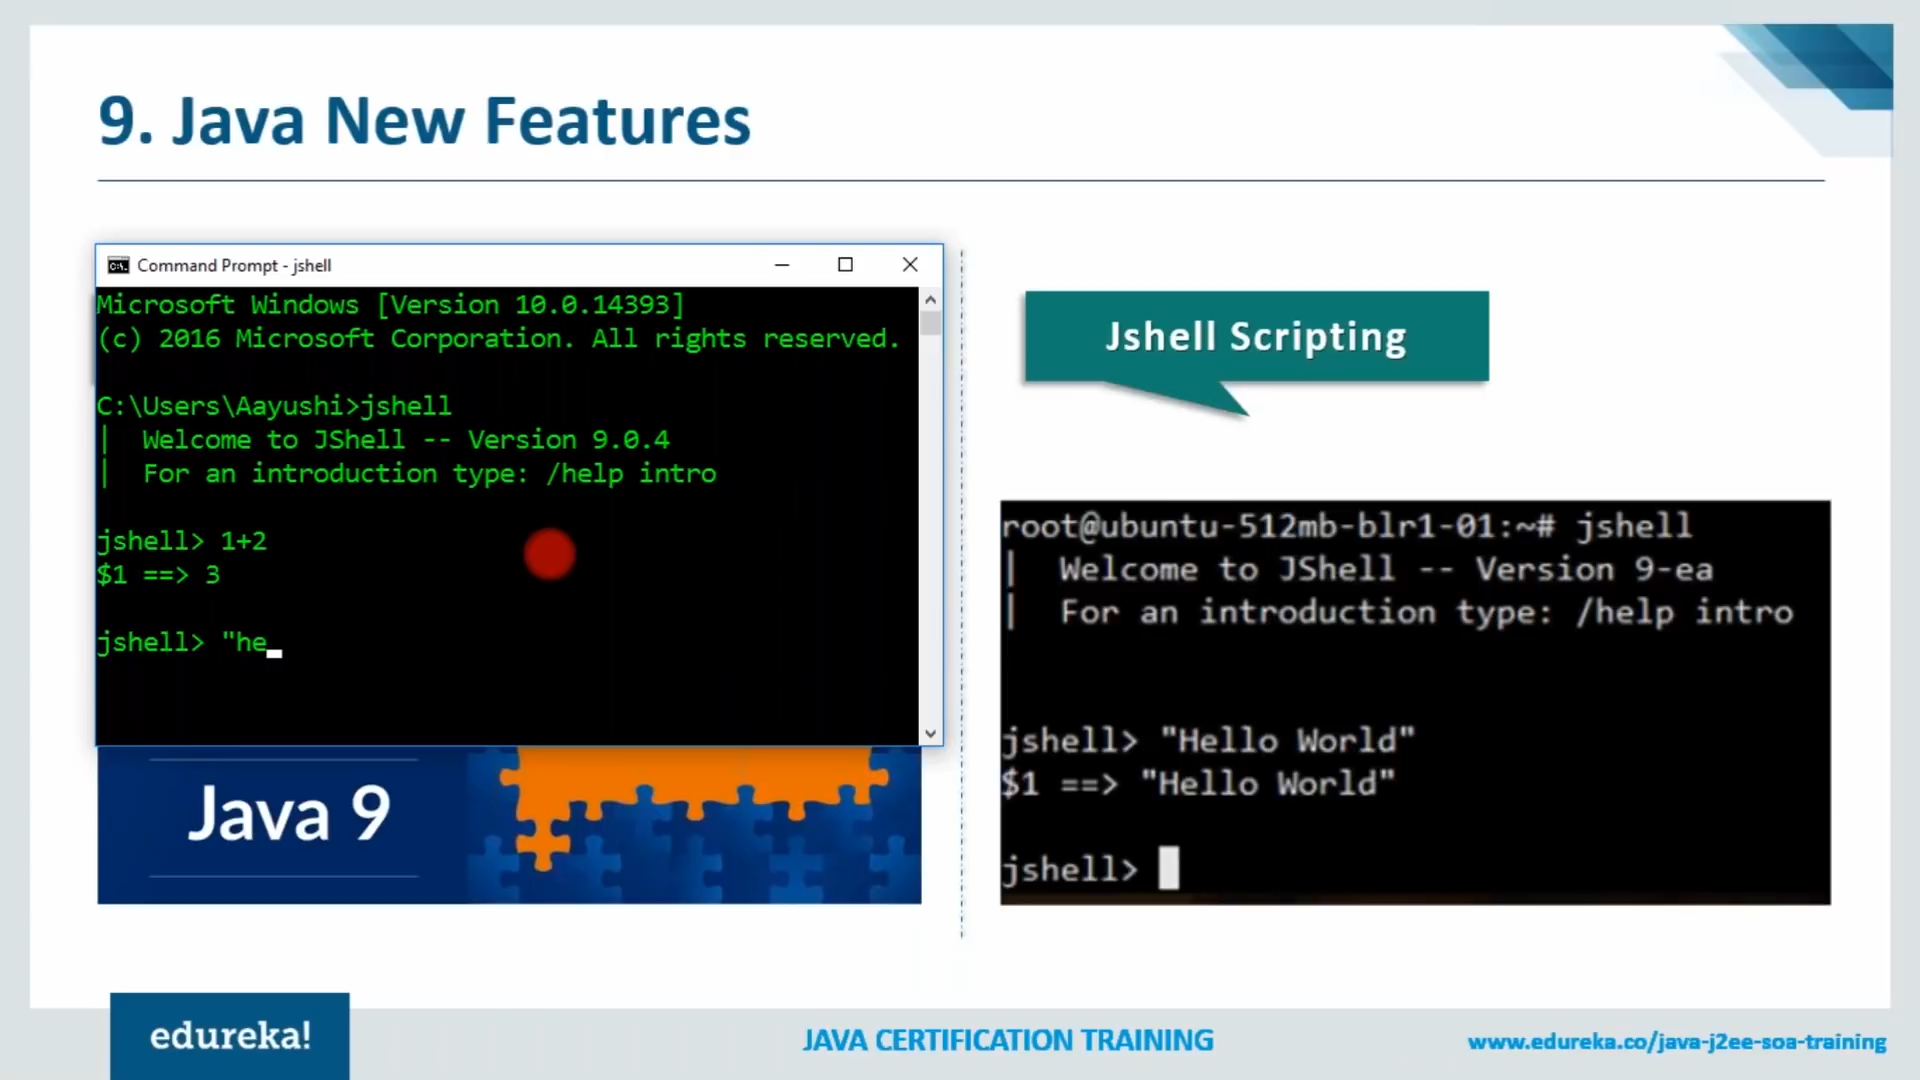 9. Java New Features
Command Prompt - jshell
Microsoft Windows [Version 10.0.14393]
(c) 2016 Microsoft Corporation. All rights reserved.
C:\Users\Aayushi>jshell
|  Welcome to JShell -- Version 9.0.4
|  For an introduction type: /help intro
jshell> 1+2
$1 ==> 3
jshell> "he
Java 9
Jshell Scripting
root@ubuntu-512mb-blr1-01:~# jshell
|  Welcome to JShell -- Version 9-ea
|  For an introduction type: /help intro
jshell> "Hello World"
$1 ==> "Hello World"
jshell>
edureka!
JAVA CERTIFICATION TRAINING
www.edureka.co/java-j2ee-soa-training